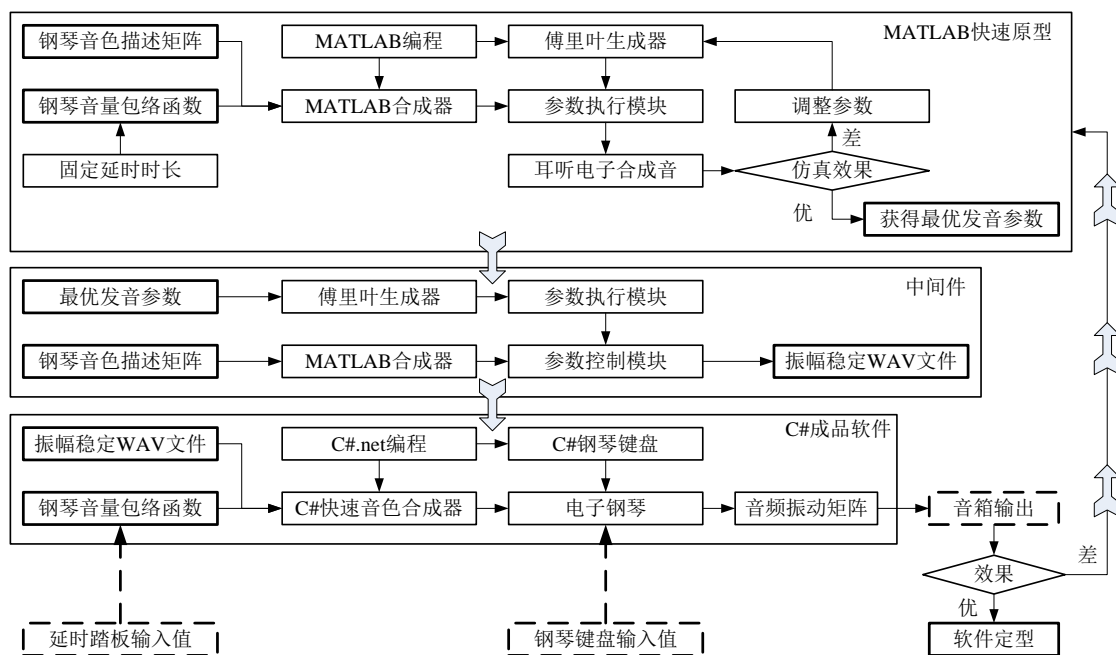 钢琴音色描述矩阵
MATLAB编程
傅里叶生成器
MATLAB快速原型
钢琴音量包络函数
MATLAB合成器
参数执行模块
调整参数
差
固定延时时长
耳听电子合成音
仿真效果
优
获得最优发音参数
最优发音参数
傅里叶生成器
参数执行模块
中间件
钢琴音色描述矩阵
MATLAB合成器
参数控制模块
振幅稳定WAV文件
振幅稳定WAV文件
C#.net编程
C#钢琴键盘
C#成品软件
钢琴音量包络函数
C#快速音色合成器
电子钢琴
音频振动矩阵
音箱输出
效果
差
优
延时踏板输入值
钢琴键盘输入值
软件定型